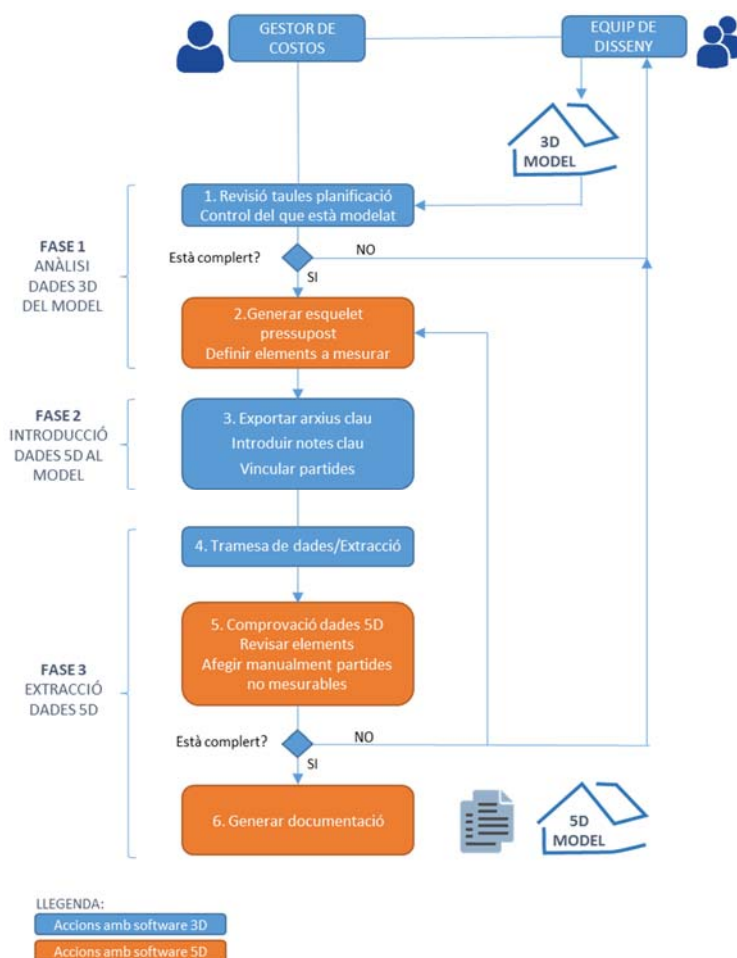 GESTOR DE
COSTOS
EQUIP DE
DISSENY
3D
MODEL
1. Revisió taules planificació
Control del que està modelat
FASE 1
ANÀLISI
DADES 3D
DEL MODEL
Està complert?
NO
SI
2.Generar esquelet
pressupost
Definir elements a mesurar
FASE 2
INTRODUCCIÓ
DADES 5D AL
MODEL
3. Exportar arxius clau
Introduir notes clau
Vincular partides
4. Tramesa de dades/Extracció
5. Comprovació dades 5D
Revisar elements
Afegir manualment partides
no mesurables
FASE 3
EXTRACCIÓ
DADES 5D
Està complert?
NO
SI
6. Generar documentació
5D
MODEL
LLEGENDA:
Accions amb software 3D
Accions amb software 5D